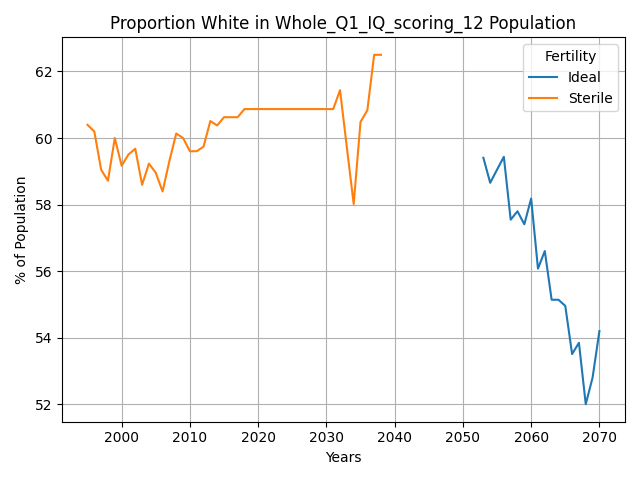 Proportion White in Whole_Q1_IQ_scoring_12 Population
Fertility
Ideal
Sterile
% of Population
62
60
58
56
54
52
2000
2010
2020
2030
2040
2050
2060
2070
Years